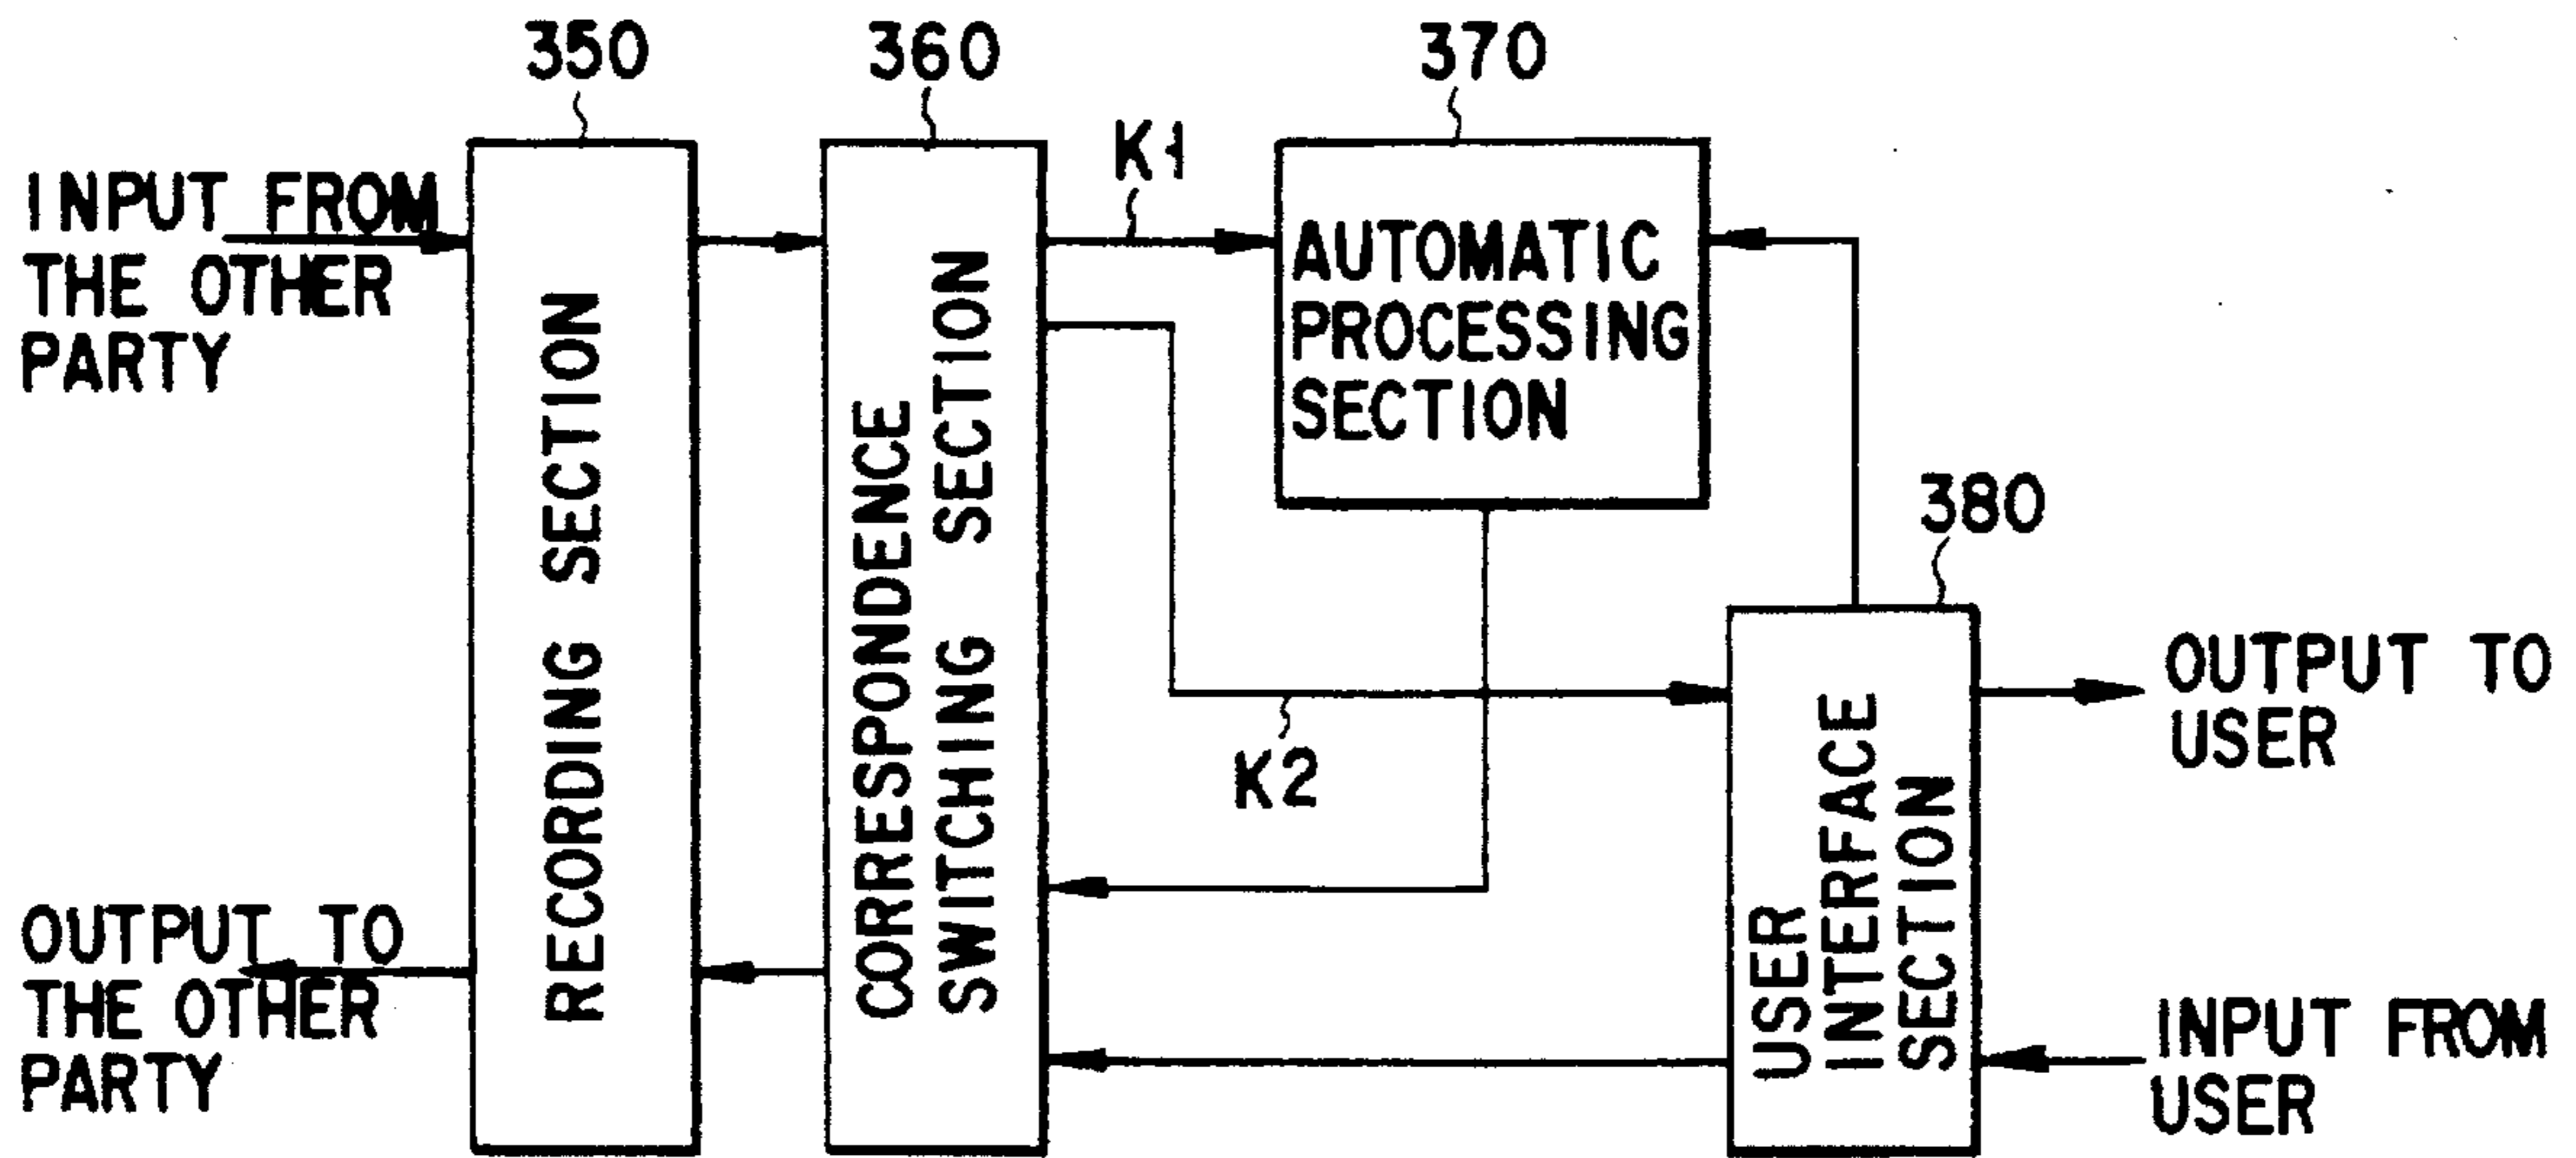 350
360
370
K1
INPUT FROM
THE OTHER
PARTY
AUTOMATIC
PROCESSING
SECTION
RECORDING SECTION
CORRESPONDENCE
SWITCHING SECTION
380
OUTPUT TO
USER
K2
USER
INTERFACE
SECTION
OUTPUT TO
THE OTHER
PARTY
INPUT FROM
USER